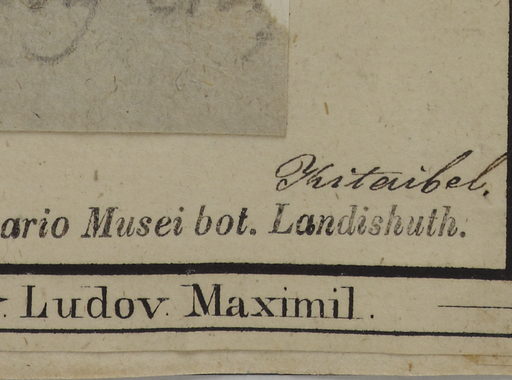 Kitaibel.
ario Musei bot. Landishuth.
Ludov. Maximil.